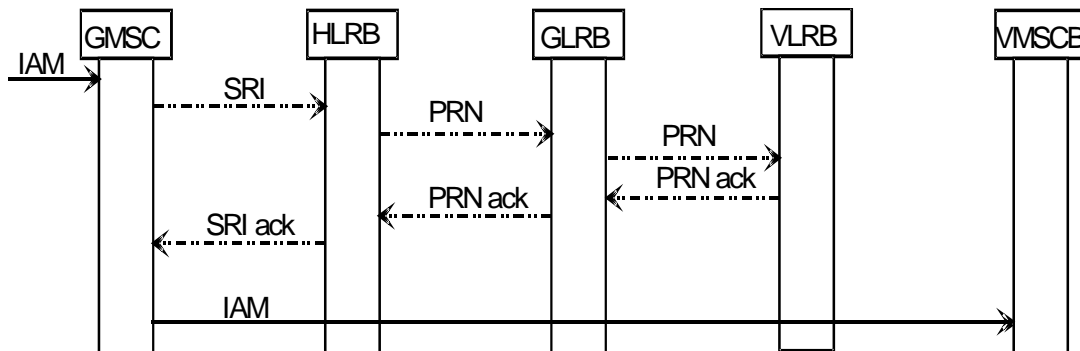 GMSC
HLRB
GLRB
VLRB
VMSCB
IAM
SRI
PRN
PRN
PRN ack
PRN ack
SRI ack
IAM